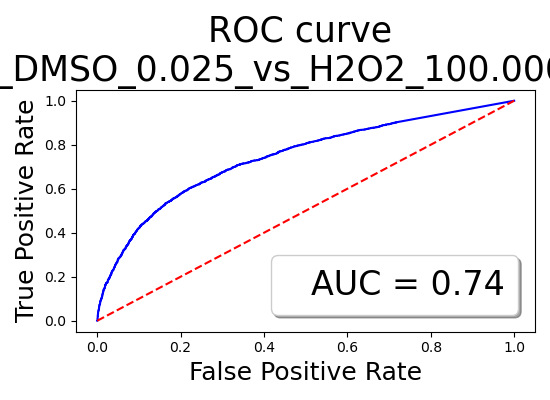 ROC curve
_DMSO_0.025_vs_H2O2_100.000
True Positive Rate
1.0
0.8
0.6
0.4
0.2
0.0
AUC = 0.74
0.0 0.2 0.4 0.6 0.8 1.0
False Positive Rate